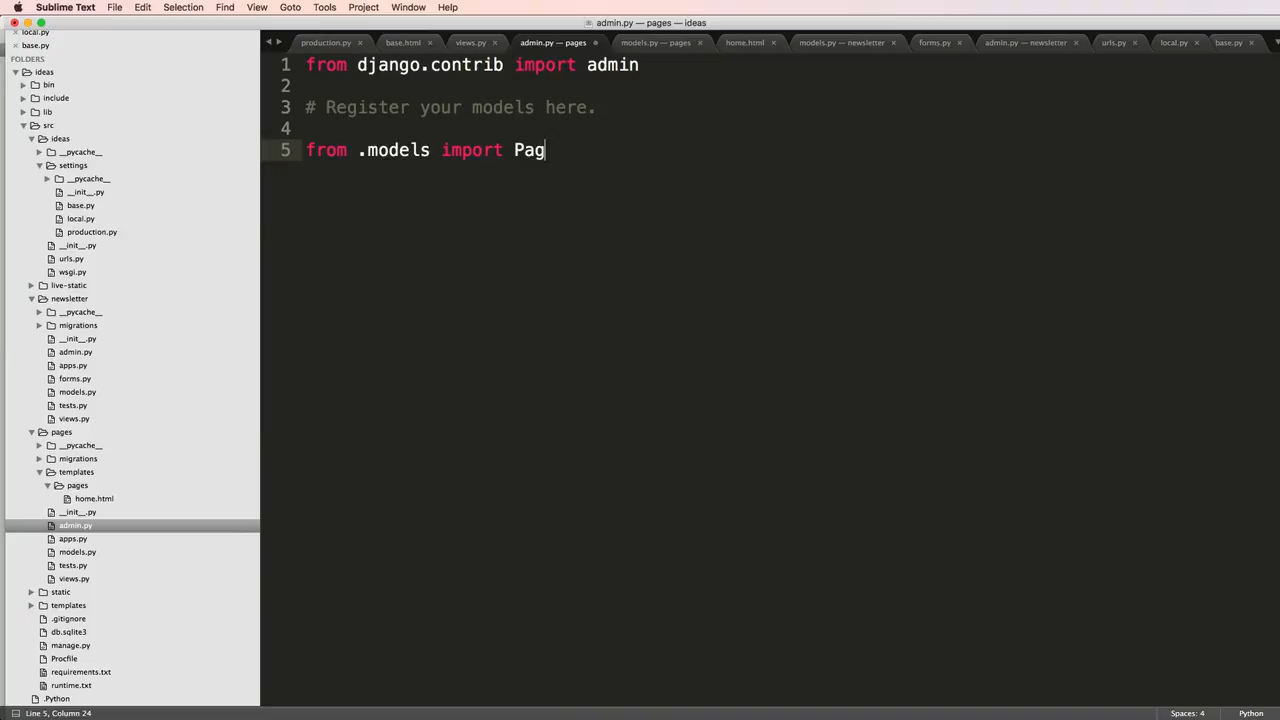 Sublime Text File Edit Selection Find View Goto Tools Project Window Help
admin.py — pages — ideas
local.py
base.py
FOLDERS
ideas
bin
include
lib
src
ideas
__pycache__
settings
__pycache__
__init__.py
base.py
local.py
production.py
__init__.py
urls.py
wsgi.py
live-static
newsletter
__pycache__
migrations
__init__.py
admin.py
apps.py
forms.py
models.py
tests.py
views.py
pages
__pycache__
migrations
templates
pages
home.html
__init__.py
admin.py
apps.py
models.py
tests.py
views.py
static
templates
.gitignore
db.sqlite3
manage.py
Procfile
requirements.txt
runtime.txt
.Python
production.py base.html views.py admin.py — pages models.py — pages home.html models.py — newsletter forms.py admin.py — newsletter urls.py local.py base.py
1 from django.contrib import admin
2
3 # Register your models here.
4
5 from .models import Pag
Line 5, Column 24 Spaces: 4 Python